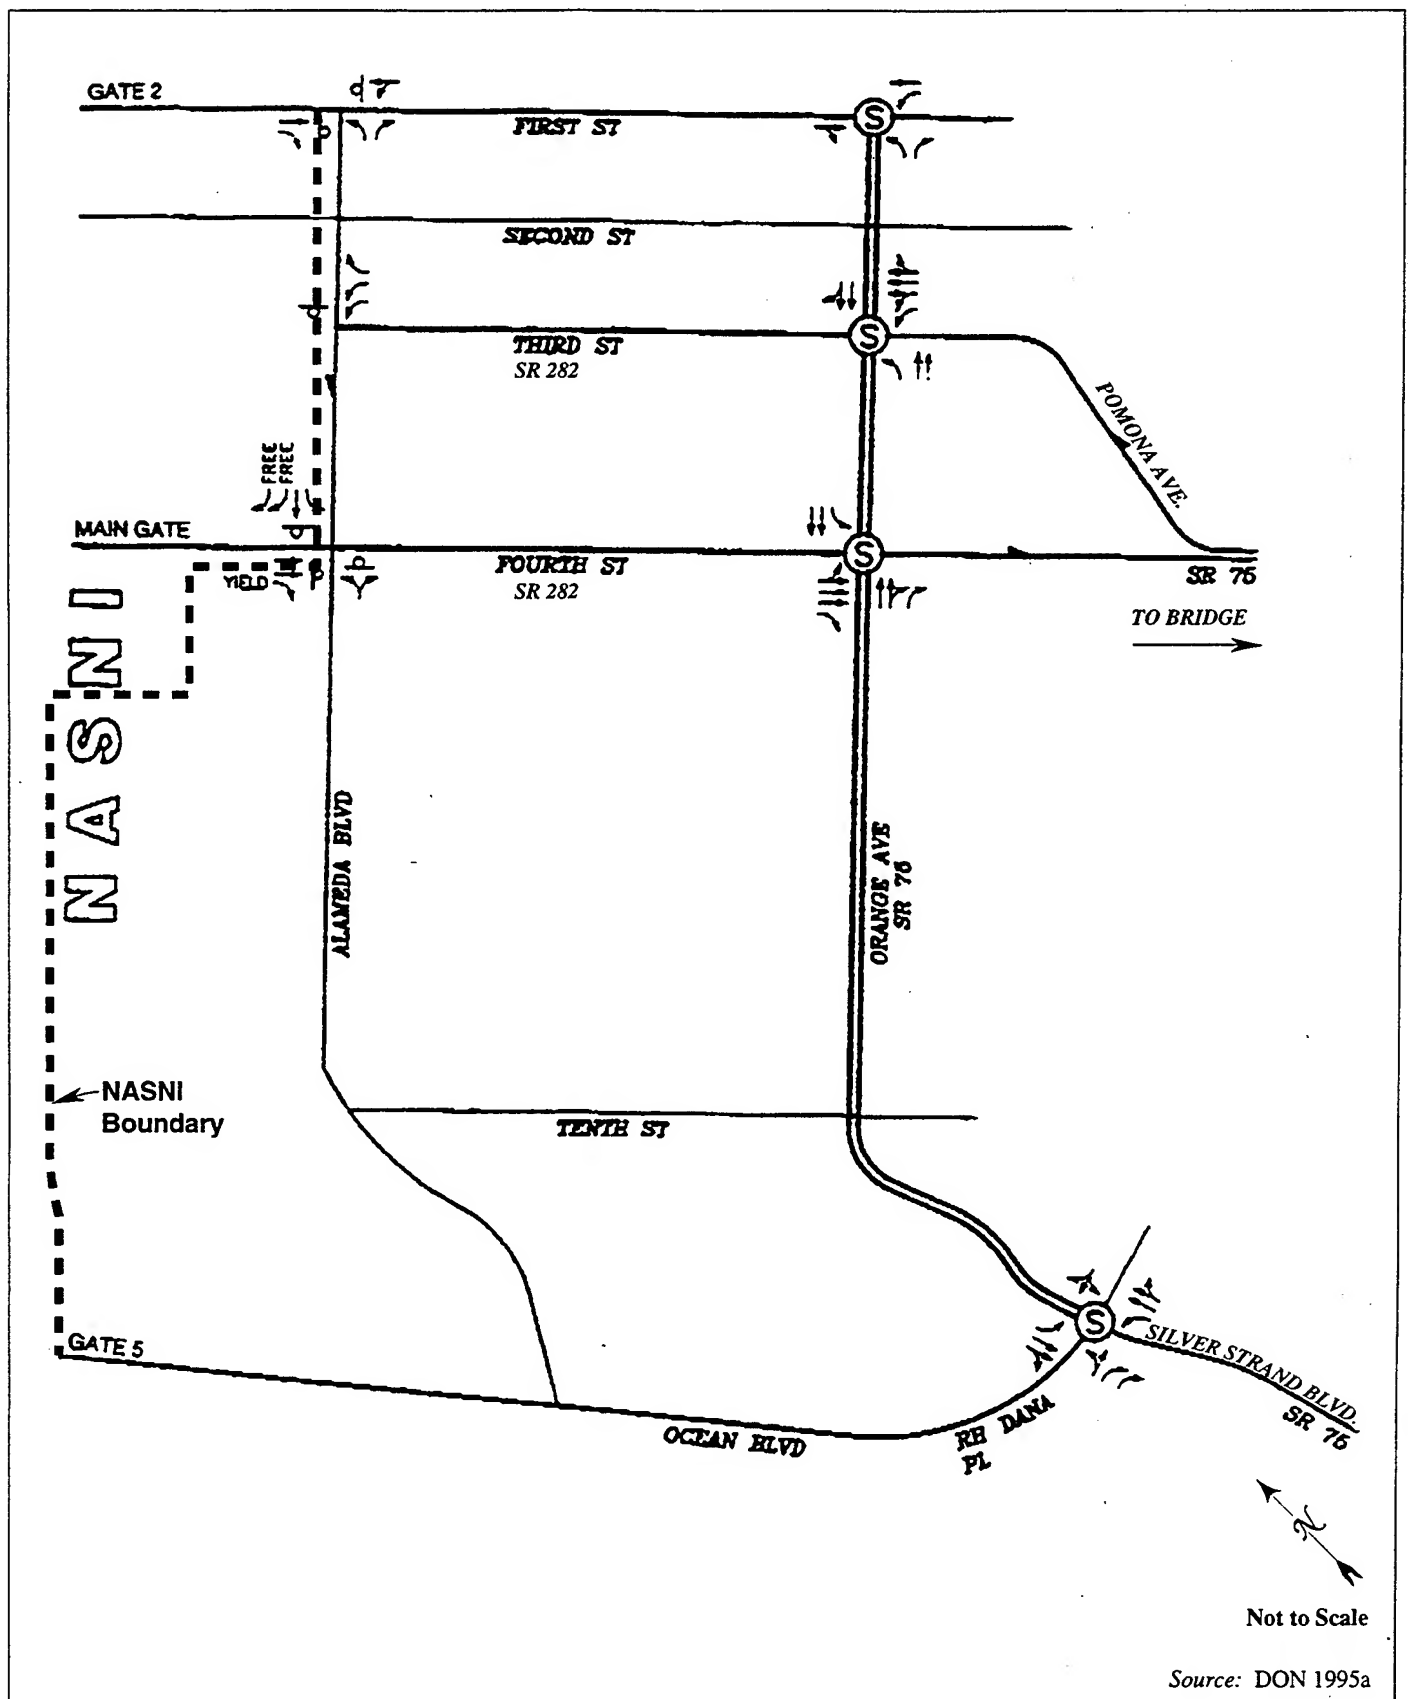 GATE 2
FIRST ST
S
SECOND ST
THIRD ST
SR 282
S
POMONA AVE.
FREE
FREE
MAIN GATE
YIELD
FOURTH ST
SR 282
S
SR 75
TO BRIDGE
NASNI
ALAMEDA BLVD
ORANGE AVE
SR 75
NASNI
Boundary
TENTH ST
GATE 5
S
SILVER STRAND BLVD.
SR 75
OCEAN BLVD
RH DANA
PL
N
Not to Scale
Source: DON 1995a